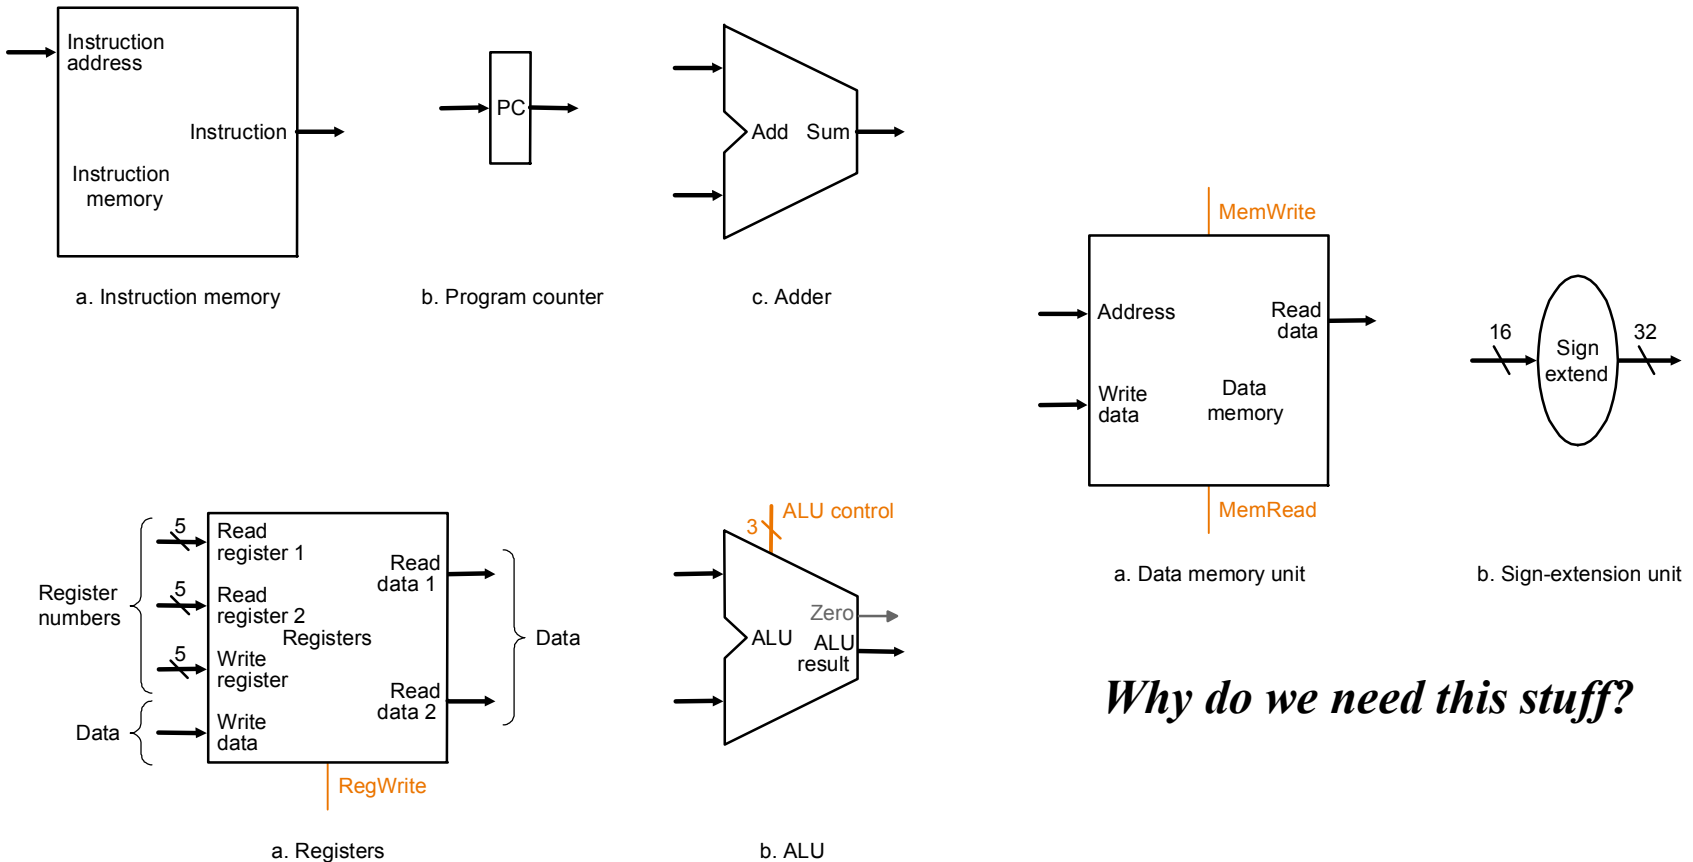 Instruction
address
Instruction
Instruction
memory
a. Instruction memory
PC
b. Program counter
Add
Sum
c. Adder
MemWrite
Address
Read
data
Write
data
Data
memory
MemRead
a. Data memory unit
16
Sign
extend
32
b. Sign-extension unit
Register
numbers
Data
5
5
5
Read
register 1
Read
register 2
Registers
Write
register
Write
data
Read
data 1
Read
data 2
Data
RegWrite
a. Registers
3
ALU control
ALU
Zero
ALU
result
b. ALU
Why do we need this stuff?